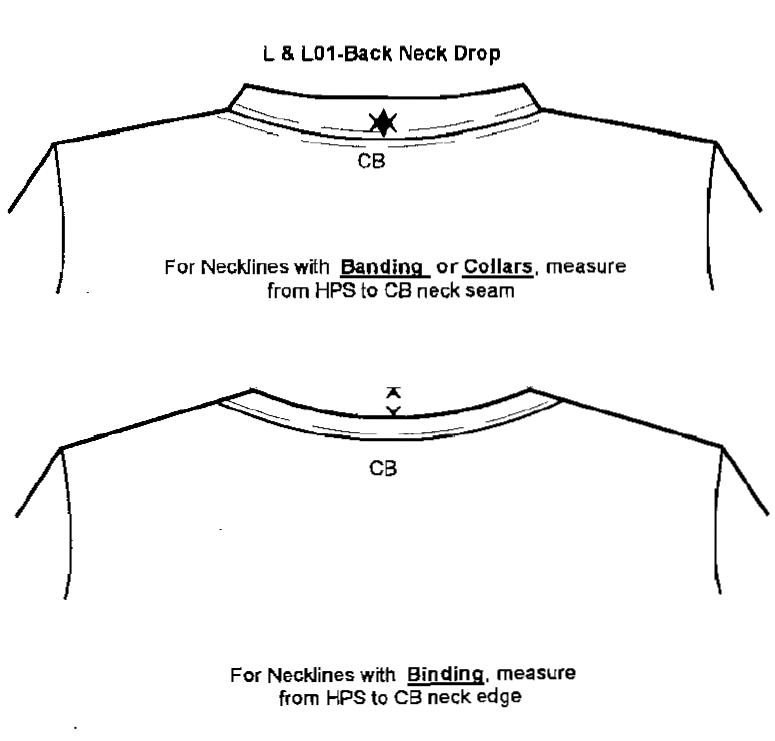 L & L01-Back Neck Drop
CB
For Necklines with Banding or Collars, measure
from HPS to CB neck seam
CB
For Necklines with Binding, measure
from HPS to CB neck edge